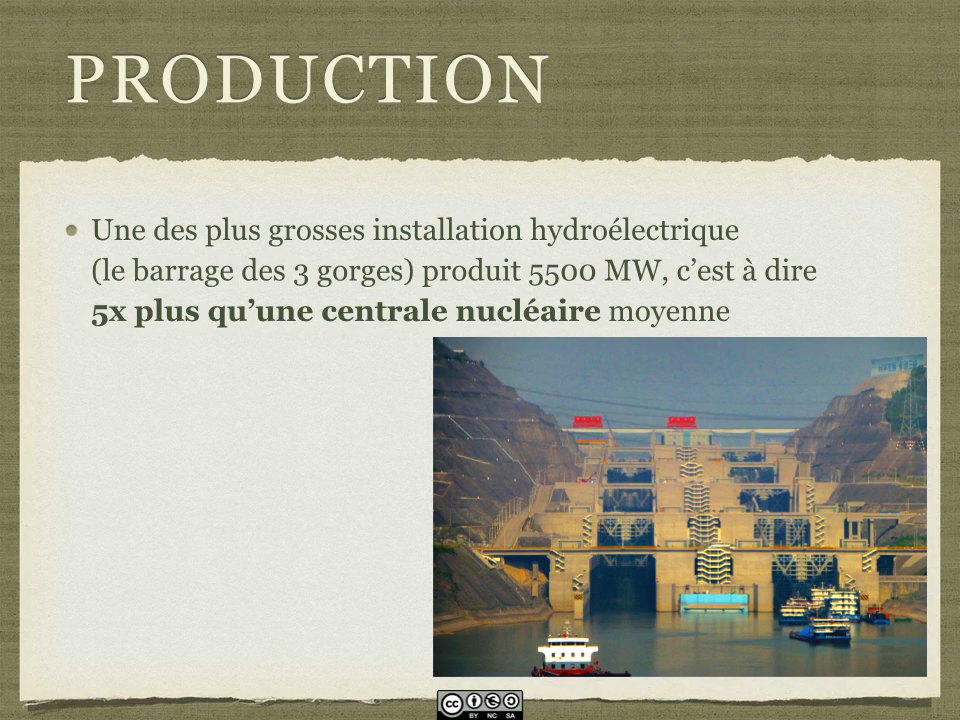 PRODUCTION
Une des plus grosses installation hydroélectrique
(le barrage des 3 gorges) produit 5500 MW, c’est à dire
5x plus qu’une centrale nucléaire moyenne
cc
BY NC SA